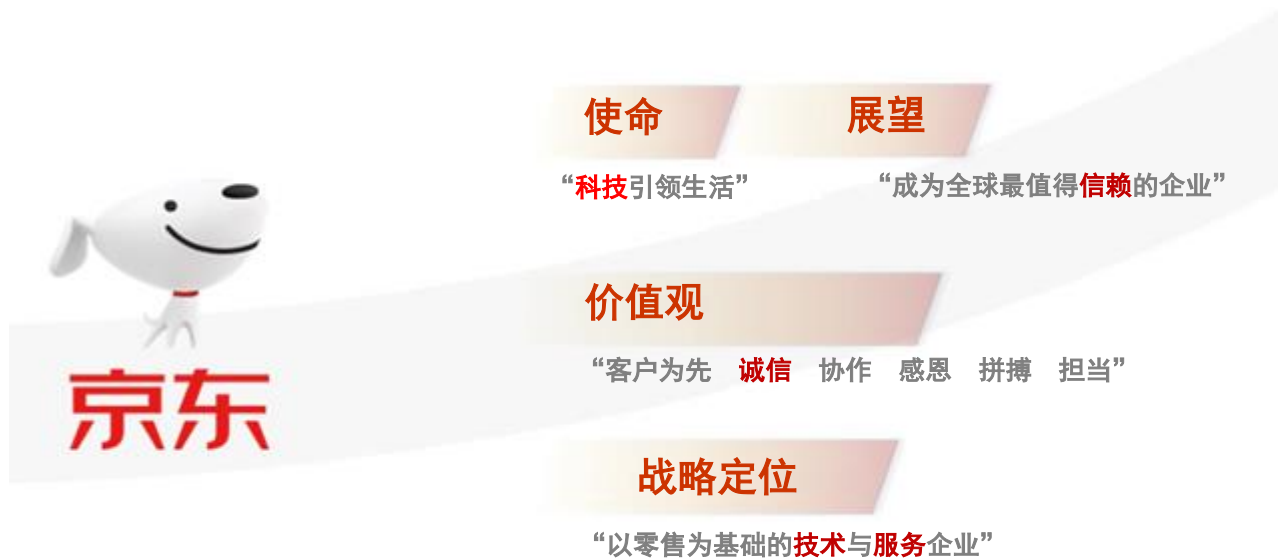 使命
展望
“科技引领生活”
“成为全球最值得信赖的企业”
价值观
“客户为先 诚信 协作 感恩 拼搏 担当”
京东
战略定位
“以零售为基础的技术与服务企业”